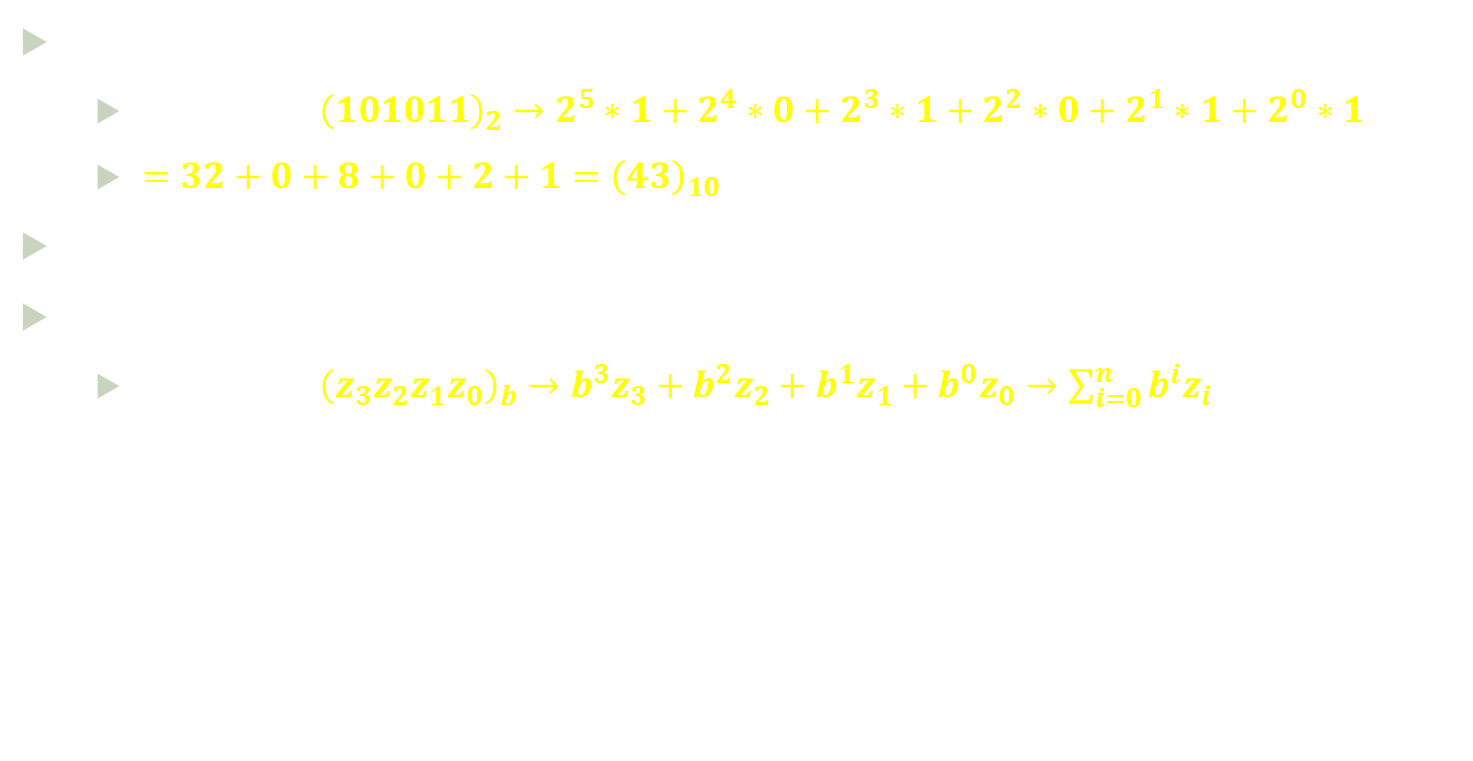 (101011)₂ → 2⁵ * 1 + 2⁴ * 0 + 2³ * 1 + 2² * 0 + 2¹ * 1 + 2⁰ * 1
= 32 + 0 + 8 + 0 + 2 + 1 = (43)₁₀
(z₃z₂z₁z₀)_b → b³z₃ + b²z₂ + b¹z₁ + b⁰z₀ → ∑ⁿᵢ₌₀ bⁱzᵢ